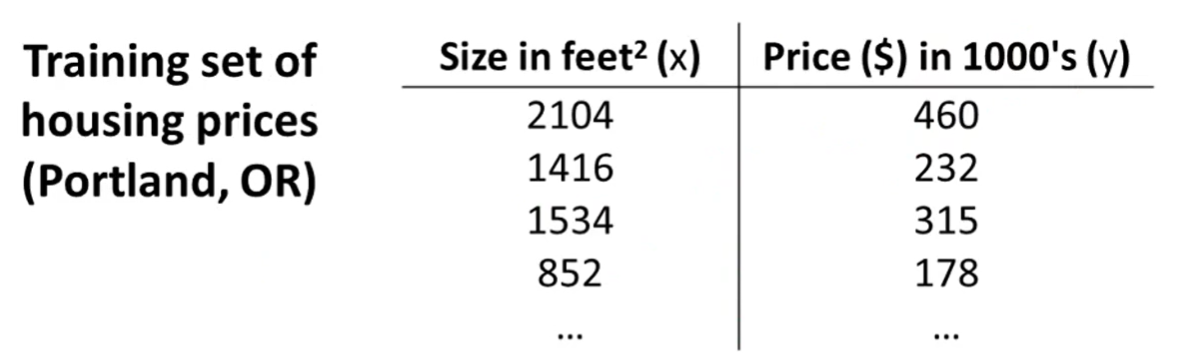 Training set of
housing prices
(Portland, OR)
Size in feet² (x) Price ($) in 1000's (y)
2104 460
1416 232
1534 315
852 178
... ...